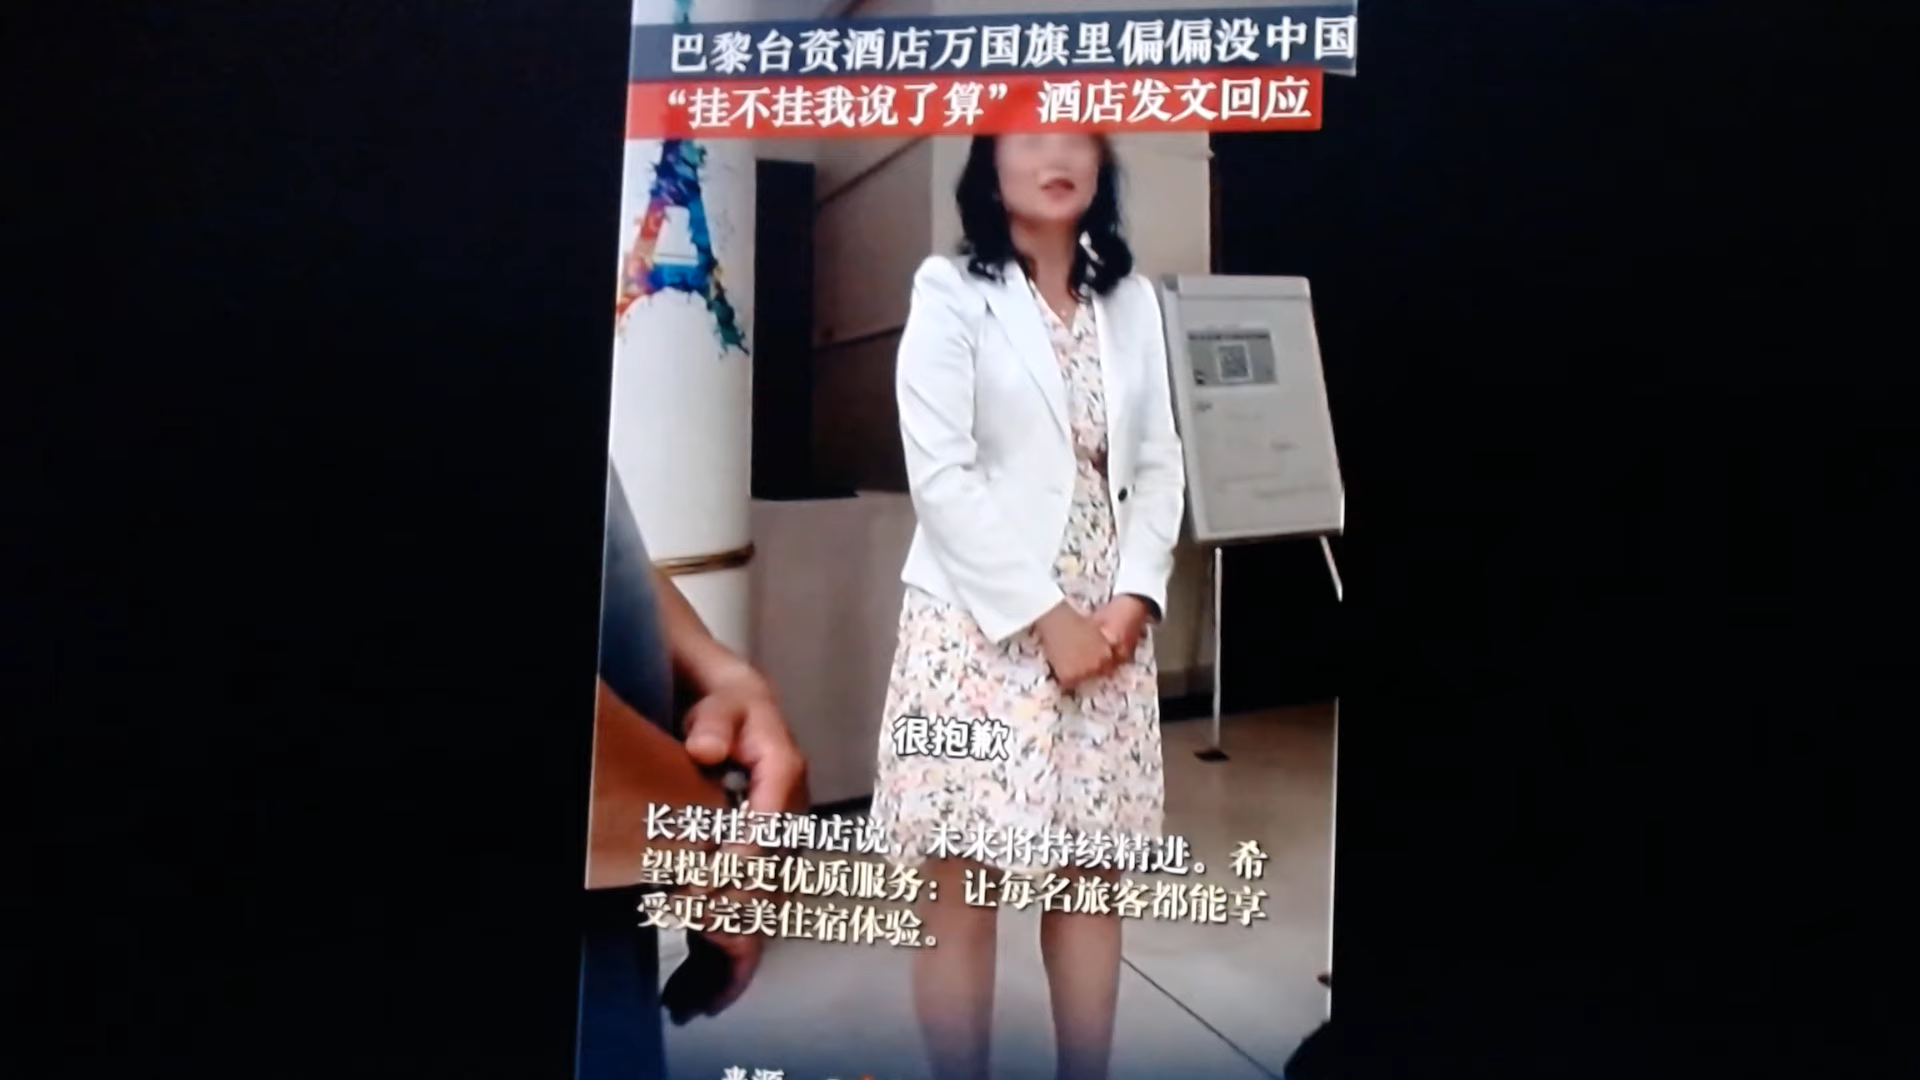 巴黎台资酒店万国旗里偏偏没中国
“挂不挂我说了算” 酒店发文回应
很抱歉
长荣桂冠酒店说，未来将持续精进。希
望提供更优质服务：让每名旅客都能享
受更完美住宿体验。
来源